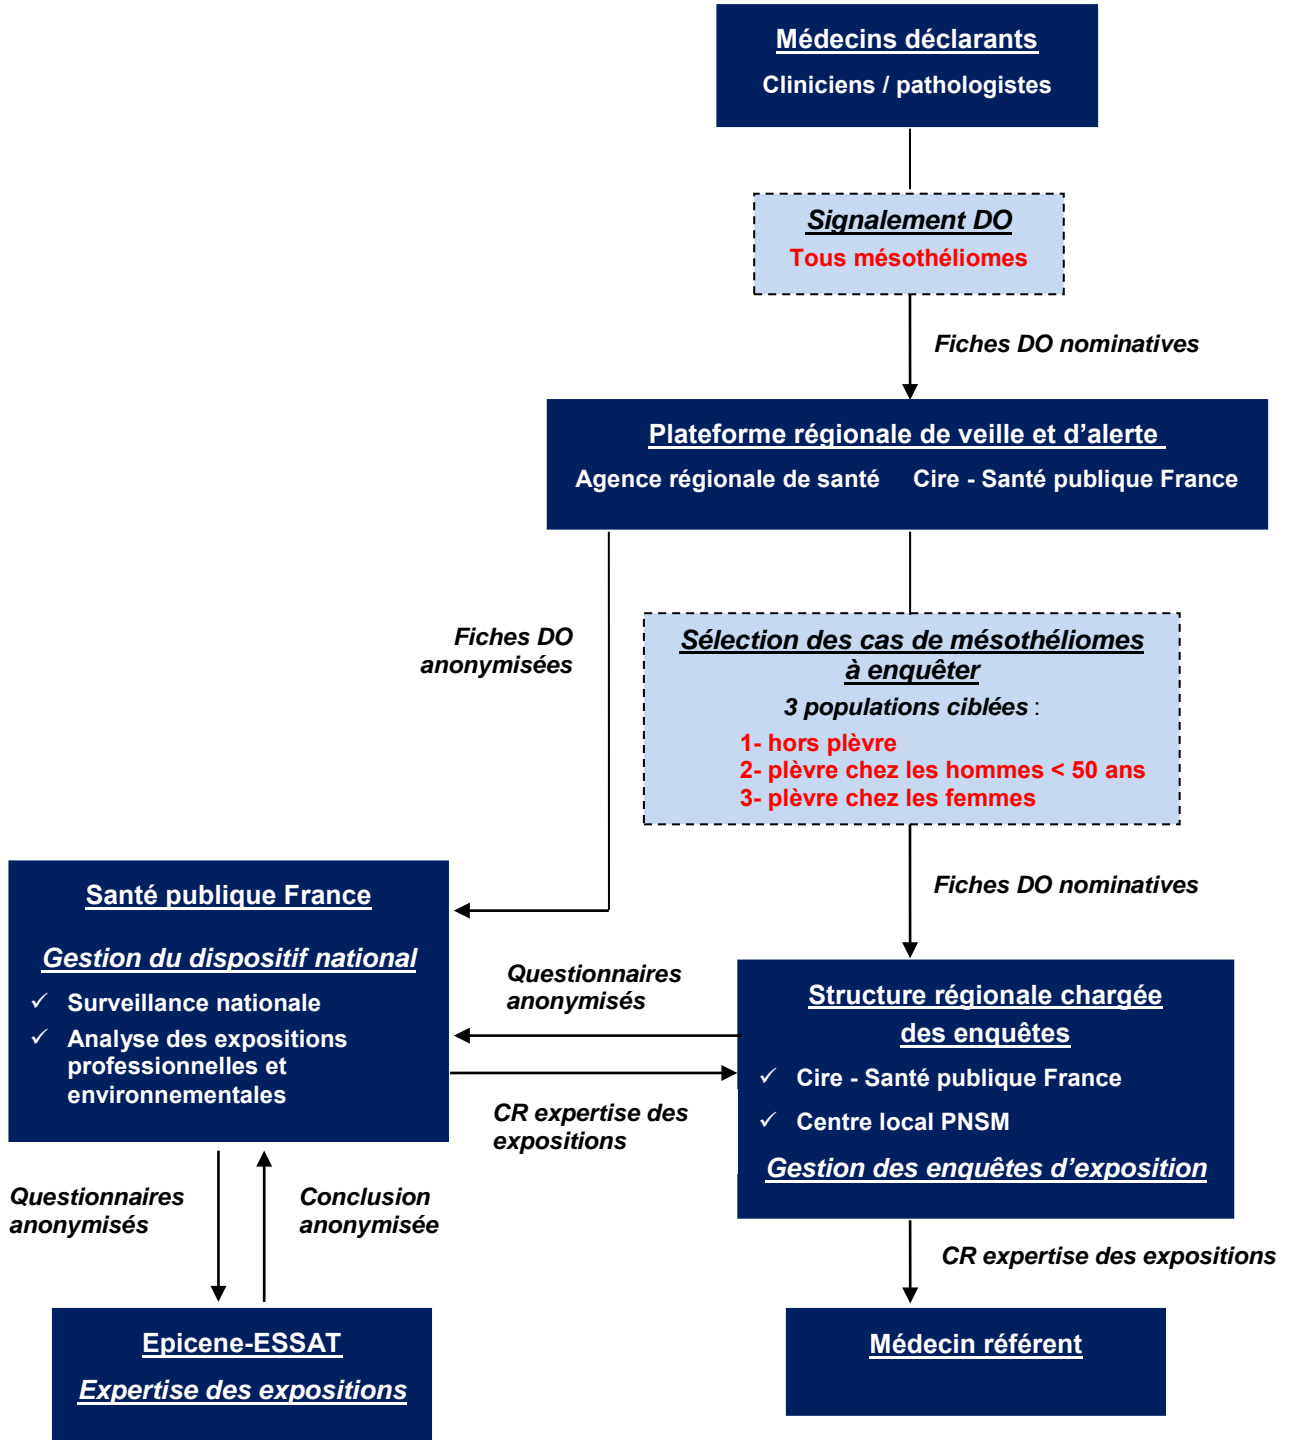 Médecins déclarants
Cliniciens / pathologistes
Signalement DO
Tous mésothéliomes
Fiches DO nominatives
Plateforme régionale de veille et d'alerte
Agence régionale de santé Cire - Santé publique France
Fiches DO
anonymisées
Sélection des cas de mésothéliomes
à enquêter
3 populations ciblées :
1- hors plèvre
2- plèvre chez les hommes < 50 ans
3- plèvre chez les femmes
Fiches DO nominatives
Santé publique France
Gestion du dispositif national
✓ Surveillance nationale
✓ Analyse des expositions
professionnelles et
environnementales
Questionnaires
anonymisés
CR expertise des
expositions
Structure régionale chargée
des enquêtes
✓ Cire - Santé publique France
✓ Centre local PNSM
Gestion des enquêtes d'exposition
Questionnaires
anonymisés
Conclusion
anonymisée
CR expertise des expositions
Epicene-ESSAT
Expertise des expositions
Médecin référent